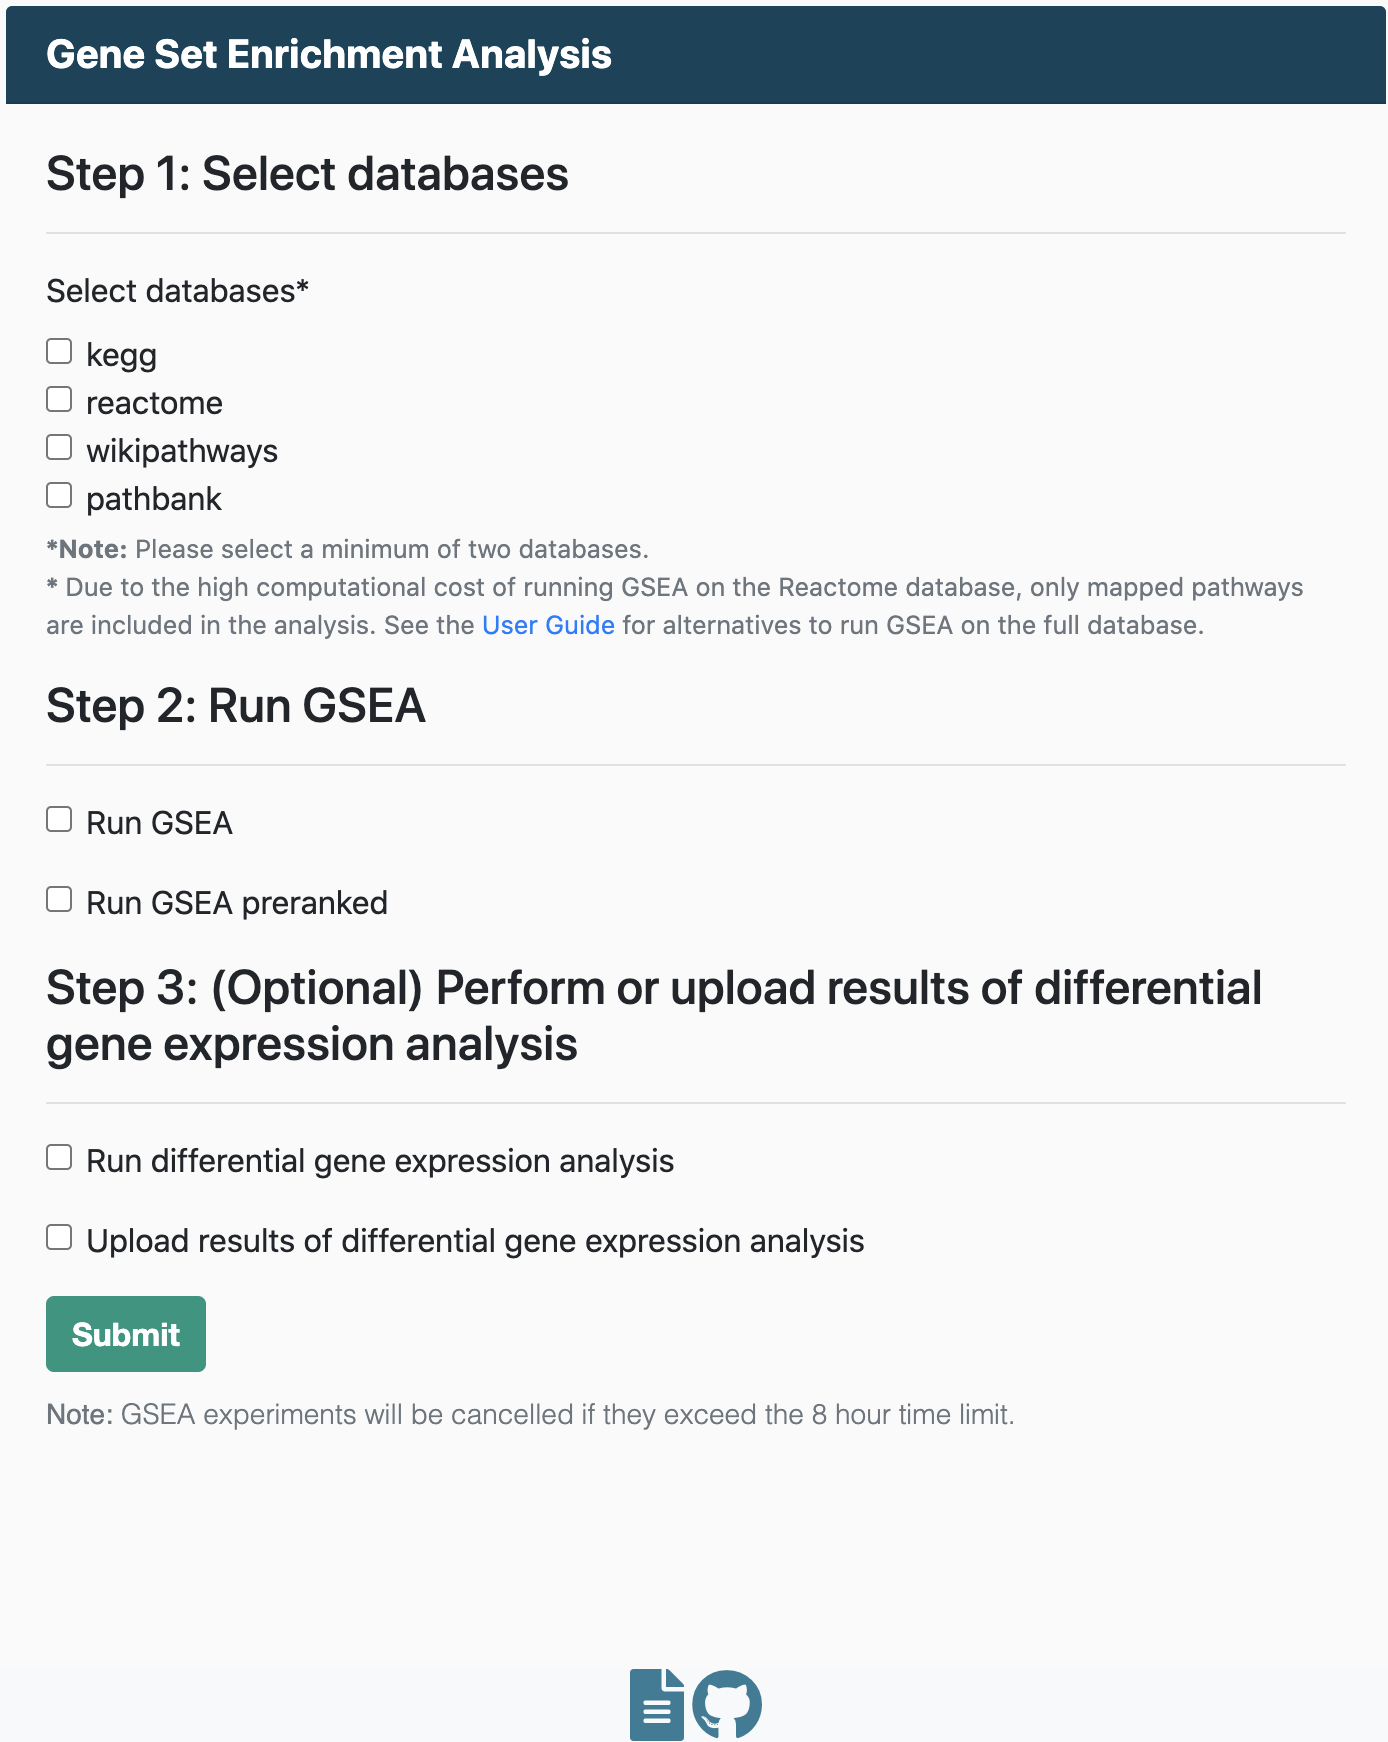 Gene Set Enrichment Analysis
Step 1: Select databases
Select databases*
kegg
reactome
wikipathways
pathbank
*Note: Please select a minimum of two databases.
* Due to the high computational cost of running GSEA on the Reactome database, only mapped pathways
are included in the analysis. See the User Guide for alternatives to run GSEA on the full database.
Step 2: Run GSEA
Run GSEA
Run GSEA preranked
Step 3: (Optional) Perform or upload results of differential
gene expression analysis
Run differential gene expression analysis
Upload results of differential gene expression analysis
Submit
Note: GSEA experiments will be cancelled if they exceed the 8 hour time limit.